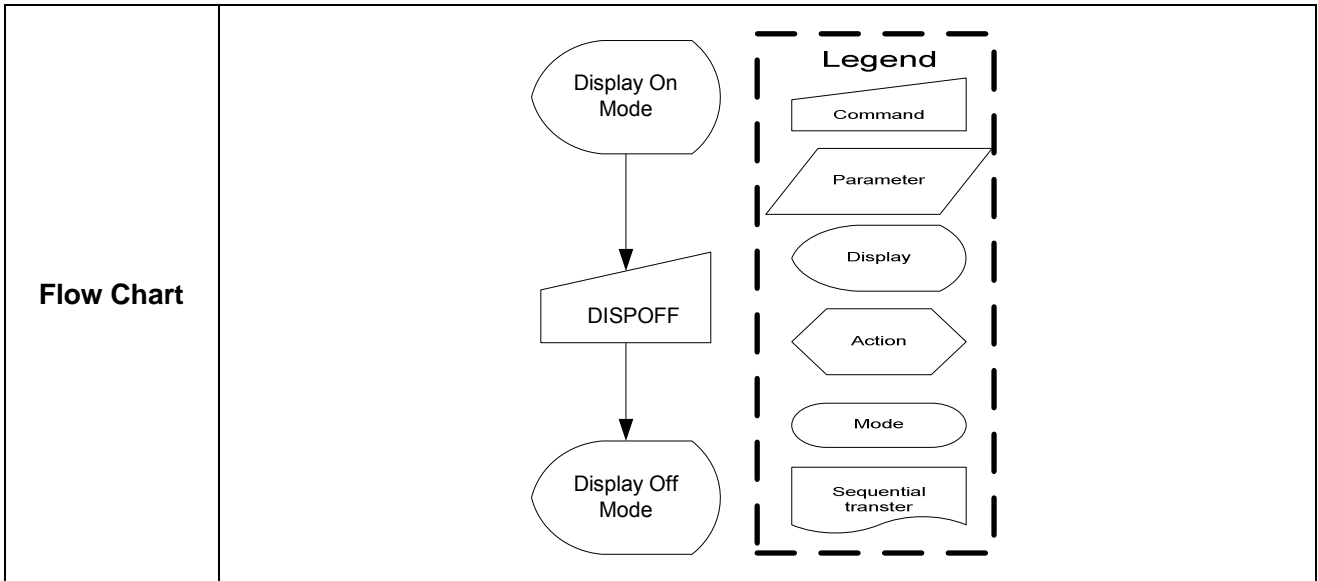 Flow Chart
Display On
Mode
DISPOFF
Display Off
Mode
Legend
Command
Parameter
Display
Action
Mode
Sequential
transter